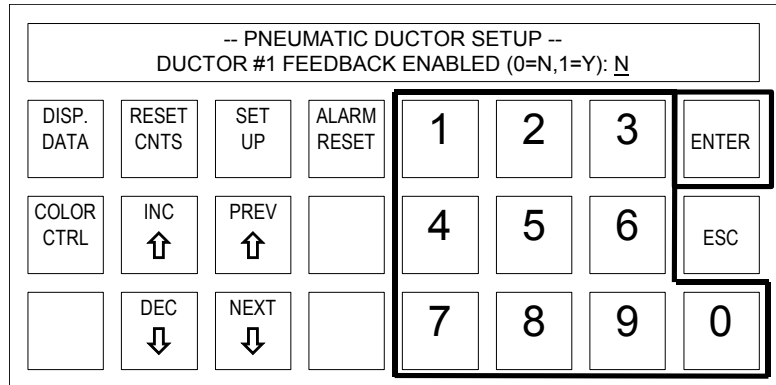 -- PNEUMATIC DUCTOR SETUP --
DUCTOR #1 FEEDBACK ENABLED (0=N,1=Y): N
DISP. DATA
RESET CNTS
SET UP
ALARM RESET
1
2
3
ENTER
COLOR CTRL
INC
PREV
4
5
6
ESC
DEC
NEXT
7
8
9
0